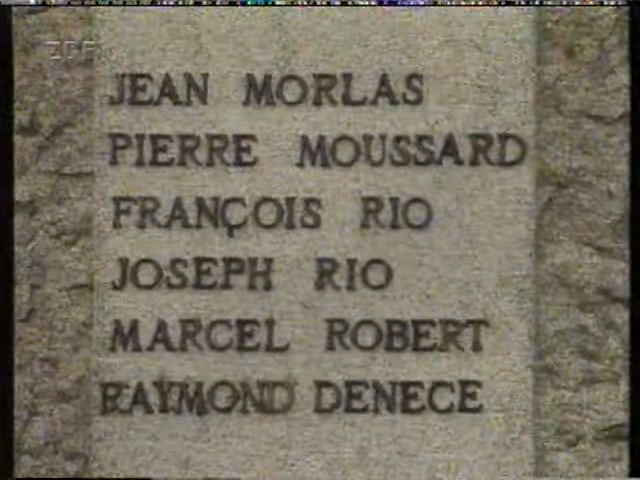 ZDF
JEAN MORLAS
PIERRE MOUSSARD
FRANÇOIS RIO
JOSEPH RIO
MARCEL ROBERT
RAYMOND DENECE